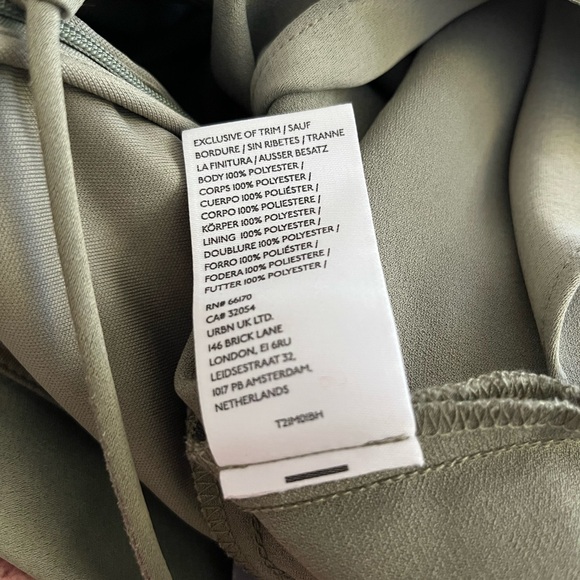 EXCLUSIVE OF TRIM / SAUF
BORDURE / SIN RIBETES / TRANNE
LA FINITURA / AUSSER BESATZ
BODY 100% POLYESTER /
CORPS 100% POLYESTER /
CUERPO 100% POLIÉSTER /
CORPO 100% POLIESTERE /
KÖRPER 100% POLYESTER /
LINING 100% POLYESTER /
DOUBLURE 100% POLYESTER /
FORRO 100% POLIÉSTER /
FODERA 100% POLIESTERE /
FUTTER 100% POLYESTER /
RN# 66170
CA# 32054
URBN UK LTD.
146 BRICK LANE
LONDON, E1 6RU
LEIDSESTRAAT 32,
1017 PB AMSTERDAM,
NETHERLANDS
T21M01BH